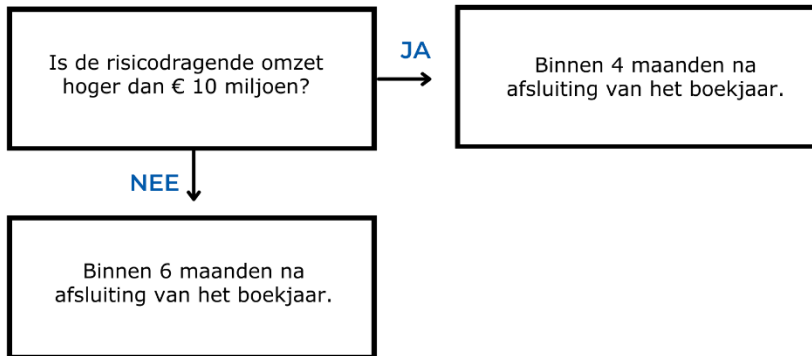 Is de risicodragende omzet
hoger dan € 10 miljoen?
JA
Binnen 4 maanden na
afsluiting van het boekjaar.
NEE
Binnen 6 maanden na
afsluiting van het boekjaar.